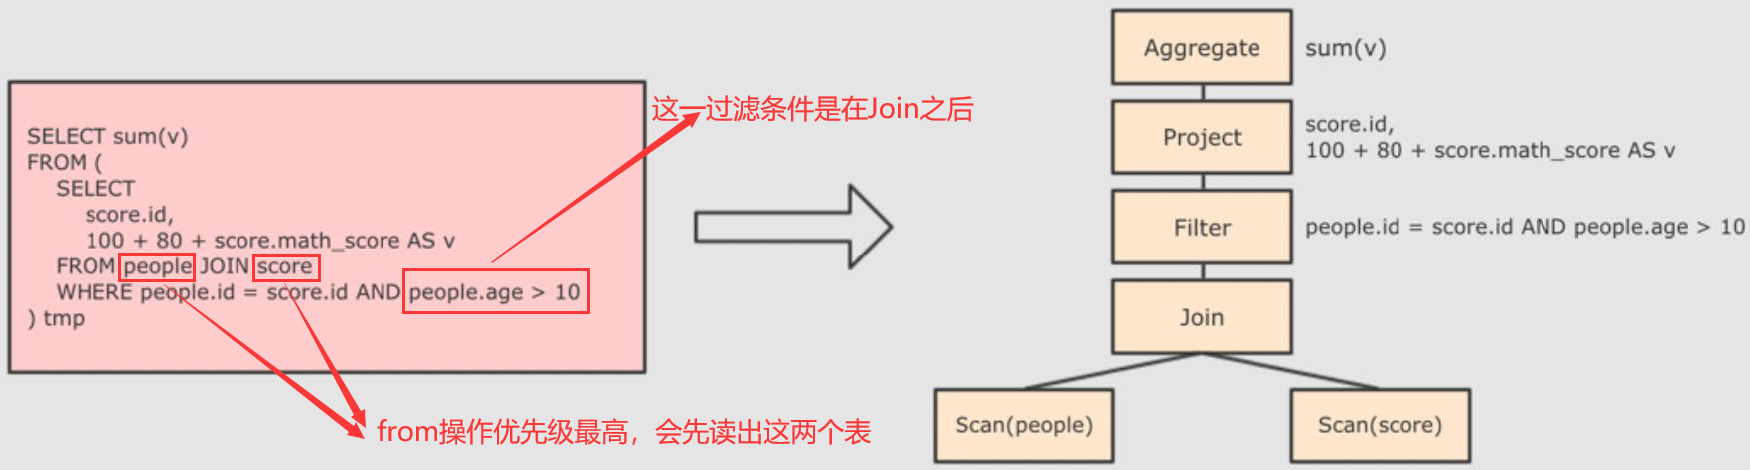 SELECT sum(v)
FROM (
SELECT
score.id,
100 + 80 + score.math_score AS v
FROM people JOIN score
WHERE people.id = score.id AND people.age > 10
) tmp
这一过滤条件是在Join之后
from操作优先级最高，会先读出这两个表
Aggregate
sum(v)
Project
score.id,
100 + 80 + score.math_score AS v
Filter
people.id = score.id AND people.age > 10
Join
Scan(people)
Scan(score)